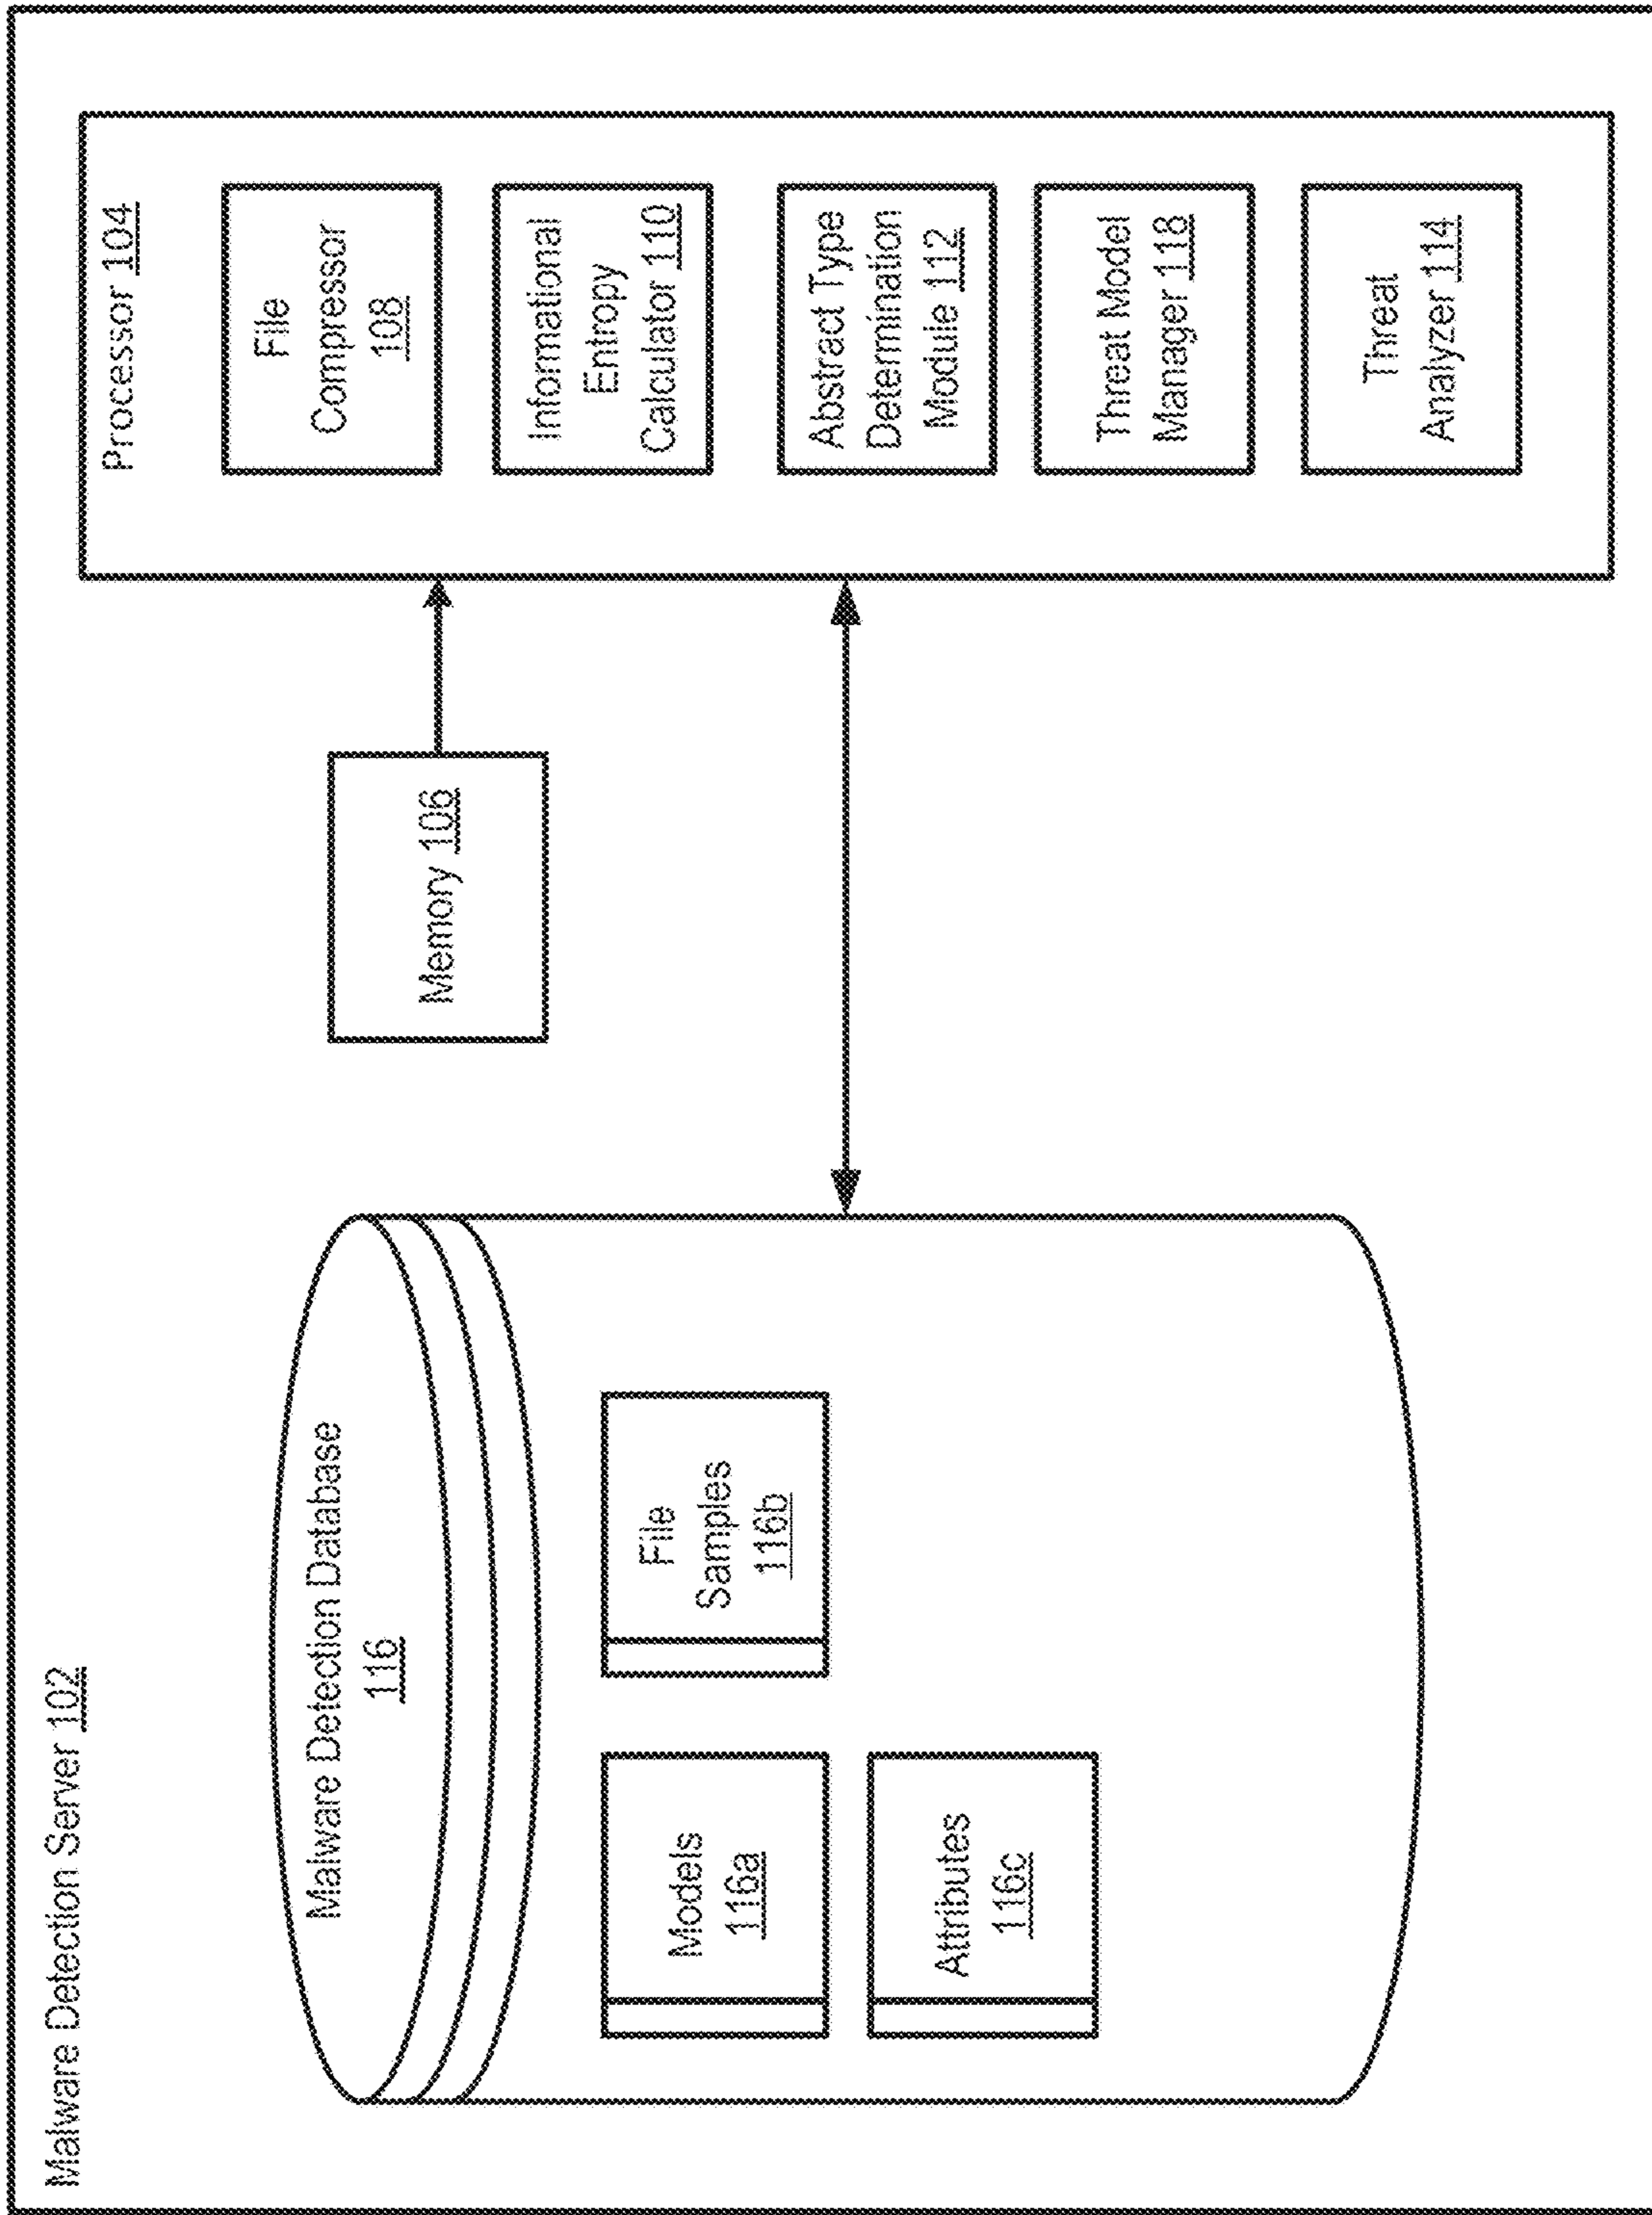 Malware Detection Server 102
Malware Detection Database
116
Models
116a
File
Samples
116b
Attributes
116c
Memory 106
Processor 104
File
Compressor
108
Informational
Entropy
Calculator 110
Abstract Type
Determination
Module 112
Threat Model
Manager 118
Threat
Analyzer 114